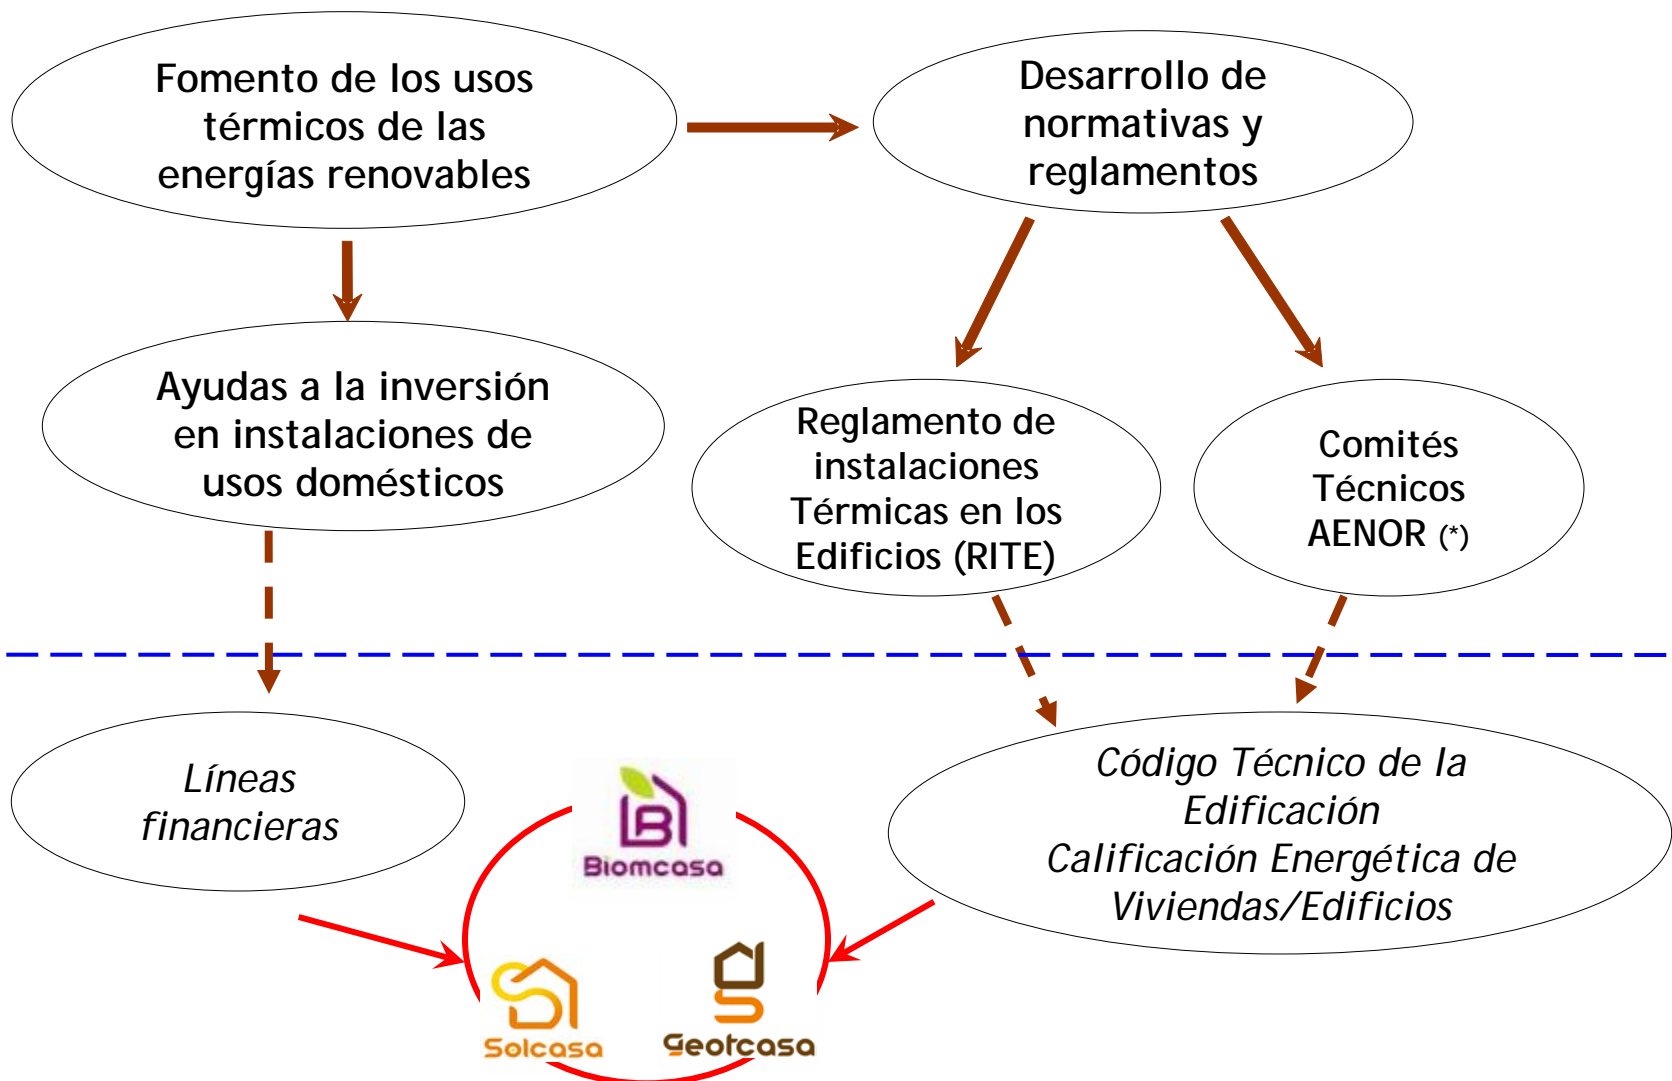 Fomento de los usos
térmicos de las
energías renovables
Desarrollo de
normativas y
reglamentos
Ayudas a la inversión
en instalaciones de
usos domésticos
Reglamento de
instalaciones
Térmicas en los
Edificios (RITE)
Comités
Técnicos
AENOR (*)
Líneas
financieras
Biomcasa
Solcasa
Geotcasa
Código Técnico de la
Edificación
Calificación Energética de
Viviendas/Edificios